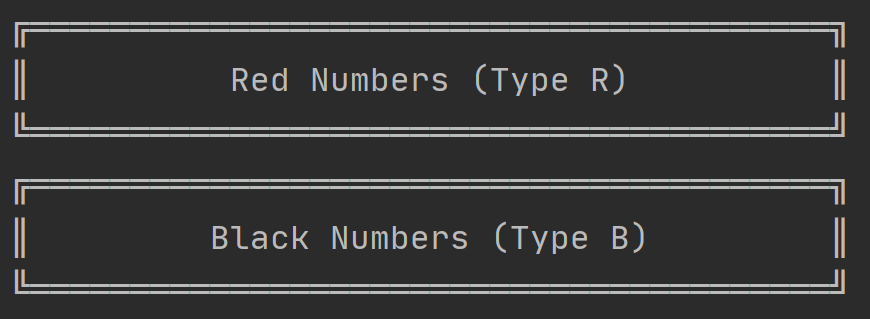 Red Numbers (Type R)
Black Numbers (Type B)